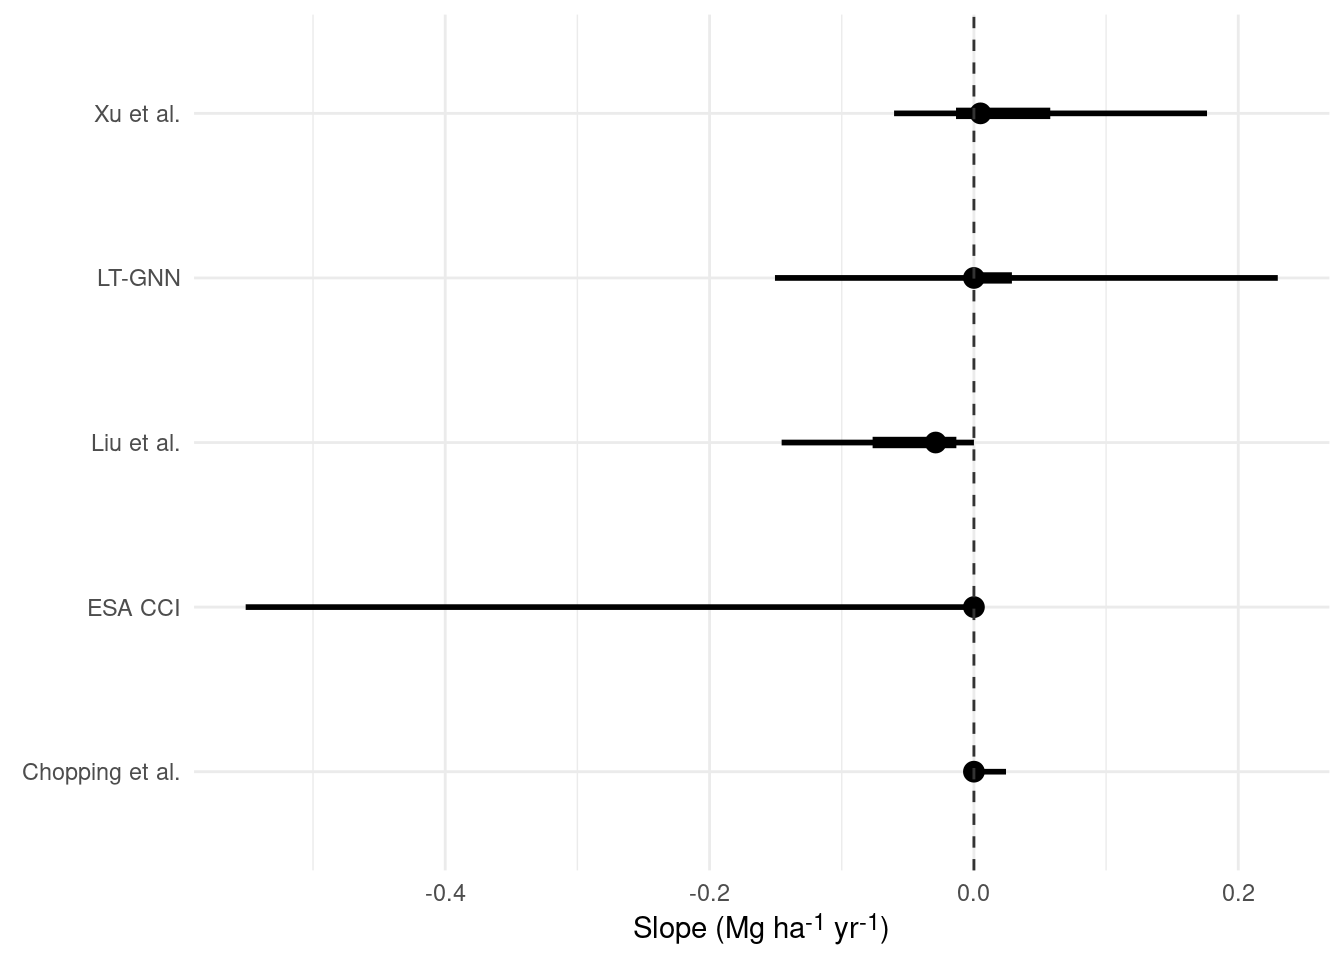 Xu et al.
LT-GNN
Liu et al.
ESA CCI
Chopping et al.
-0.4 -0.2 0.0 0.2
Slope (Mg ha⁻¹ yr⁻¹)